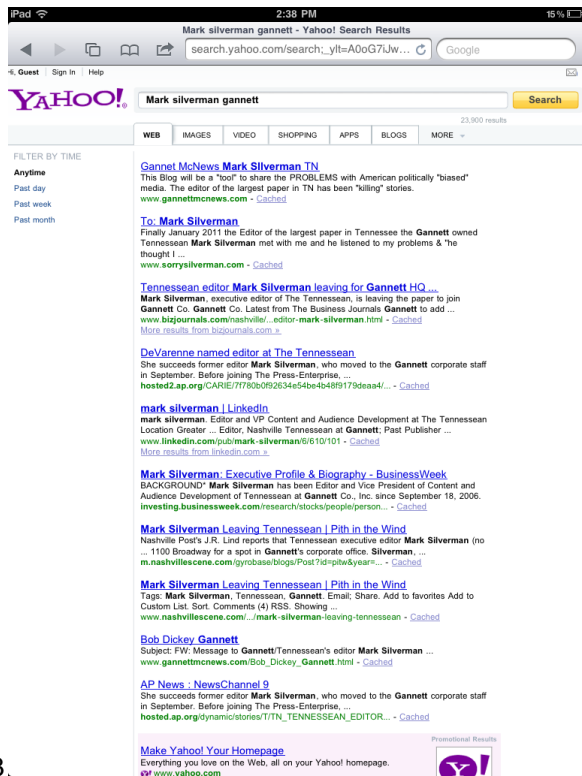 iPad 2:38 PM 15 %
Mark silverman gannett - Yahoo! Search Results
search.yahoo.com/search;_ylt=A0oG7iJw... Google
Hi, Guest Sign In Help
YAHOO! Mark silverman gannett Search
23,900 results
WEB IMAGES VIDEO SHOPPING APPS BLOGS MORE
FILTER BY TIME
Anytime
Past day
Past week
Past month
Gannet McNews Mark SIlverman TN
This Blog will be a "tool" to share the PROBLEMS with American politically "biased"
media. The editor of the largest paper in TN has been "killing" stories.
www.gannettmcnews.com - Cached
To: Mark Silverman
Finally January 2011 the Editor of the largest paper in Tennesee the Gannett owned
Tennessean Mark Silverman met with me and he listened to my problems & "he
thought I ...
www.sorrysilverman.com - Cached
Tennessean editor Mark Silverman leaving for Gannett HQ ...
Mark Silverman, executive editor of The Tennessean, is leaving the paper to join
Gannett Co. Gannett Co. Latest from The Business Journals Gannett to add ...
www.bizjournals.com/nashville/...editor-mark-silverman.html - Cached
More results from bizjournals.com »
DeVarenne named editor at The Tennessean
She succeeds former editor Mark Silverman, who moved to the Gannett corporate staff
in September. Before joining The Press-Enterprise, ...
hosted2.ap.org/CARIE/7f780b0f92634e54be4b48f9179deaa4/... - Cached
mark silverman | LinkedIn
mark silverman. Editor and VP Content and Audience Development at The Tennessean
Location Greater ... Editor, Nashville Tennessean at Gannett; Past Publisher ...
www.linkedin.com/pub/mark-silverman/6/610/101 - Cached
More results from linkedin.com »
Mark Silverman: Executive Profile & Biography - BusinessWeek
BACKGROUND* Mark Silverman has been Editor and Vice President of Content and
Audience Development of Tennessean at Gannett Co., Inc. since September 18, 2006.
investing.businessweek.com/research/stocks/people/person... - Cached
Mark Silverman Leaving Tennessean | Pith in the Wind
Nashville Post's J.R. Lind reports that Tennessean executive editor Mark Silverman (no
... 1100 Broadway for a spot in Gannett's corporate office. Silverman, ...
m.nashvillescene.com/gyrobase/blogs/Post?id=pitw&year=... - Cached
Mark Silverman Leaving Tennessean | Pith in the Wind
Tags: Mark Silverman, Tennessean, Gannett. Email; Share. Add to favorites Add to
Custom List. Sort. Comments (4) RSS. Showing ...
www.nashvillescene.com/.../mark-silverman-leaving-tennessean - Cached
Bob Dickey Gannett
Subject: FW: Message to Gannett/Tennessean's editor Mark Silverman ...
www.gannettmcnews.com/Bob_Dickey_Gannett.html - Cached
AP News : NewsChannel 9
She succeeds former editor Mark Silverman, who moved to the Gannett corporate staff
in September. Before joining The Press-Enterprise, ...
hosted.ap.org/dynamic/stories/T/TN_TENNESSEAN_EDITOR... - Cached
Promotional Results
Make Yahoo! Your Homepage
Everything you love on the Web, all on your Yahoo! homepage.
Y! www.yahoo.com
Y!